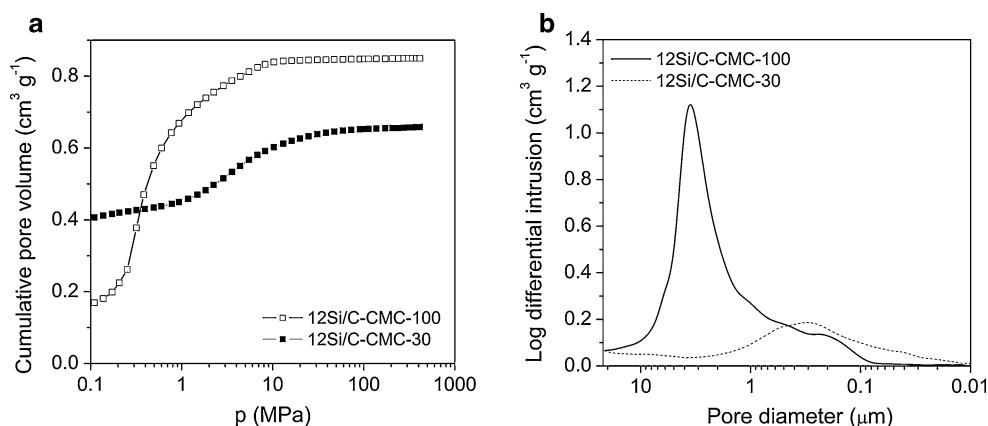 a
Cumulative pore volume (cm³ g⁻¹)
0.8
0.6
0.4
0.2
0.0
12Si/C-CMC-100
12Si/C-CMC-30
0.1 1 10 100 1000
p (MPa)
b
Log differential intrusion (cm³ g⁻¹)
1.4
1.2
1.0
0.8
0.6
0.4
0.2
0.0
12Si/C-CMC-100
12Si/C-CMC-30
10 1 0.1 0.01
Pore diameter (μm)